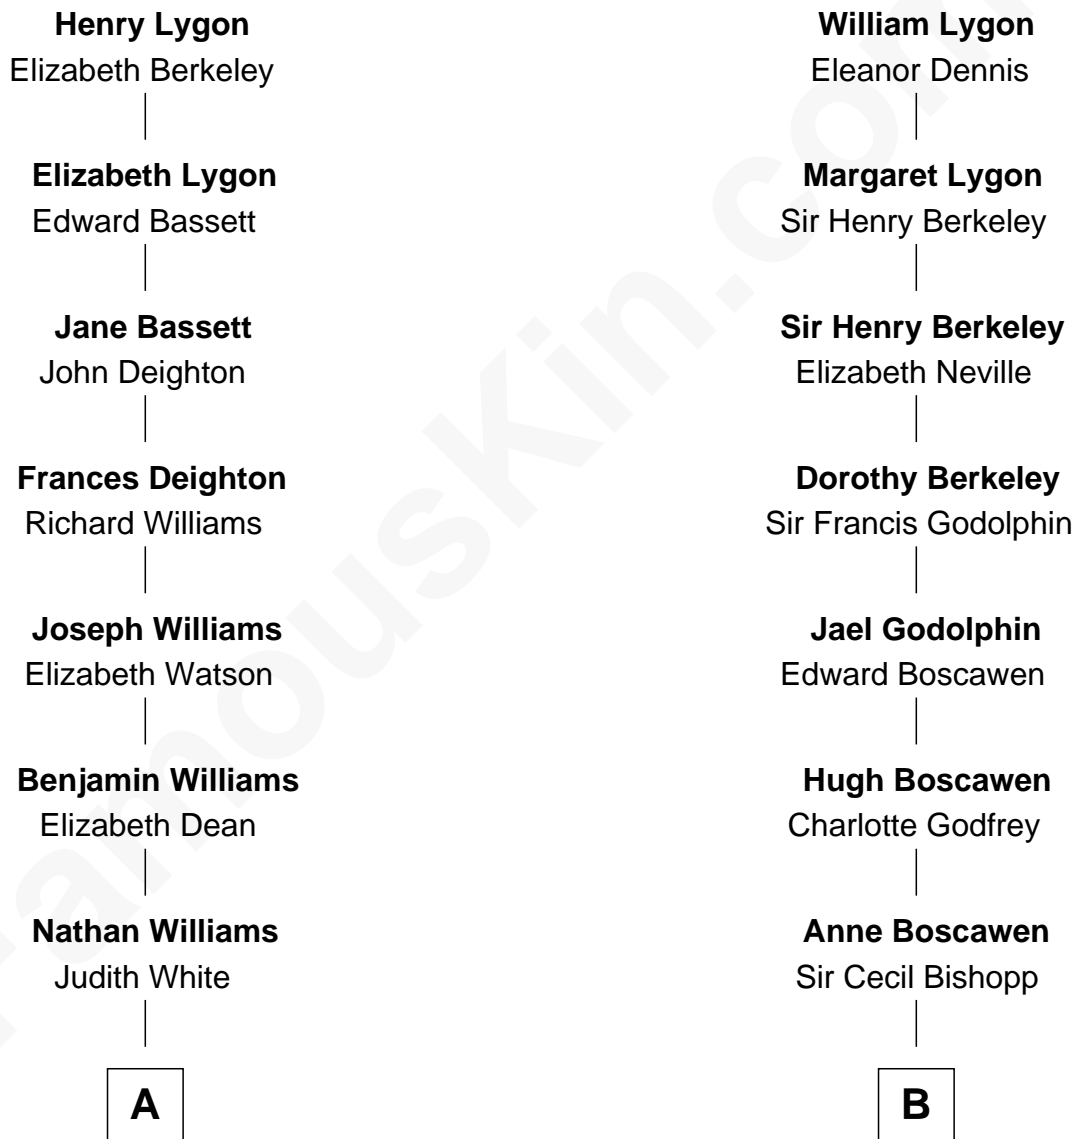 Henry Lygon
Elizabeth Berkeley
Elizabeth Lygon
Edward Bassett
Jane Bassett
John Deighton
Frances Deighton
Richard Williams
Joseph Williams
Elizabeth Watson
Benjamin Williams
Elizabeth Dean
Nathan Williams
Judith White
A
William Lygon
Eleanor Dennis
Margaret Lygon
Sir Henry Berkeley
Sir Henry Berkeley
Elizabeth Neville
Dorothy Berkeley
Sir Francis Godolphin
Jael Godolphin
Edward Boscawen
Hugh Boscawen
Charlotte Godfrey
Anne Boscawen
Sir Cecil Bishopp
B
FamousKin.com